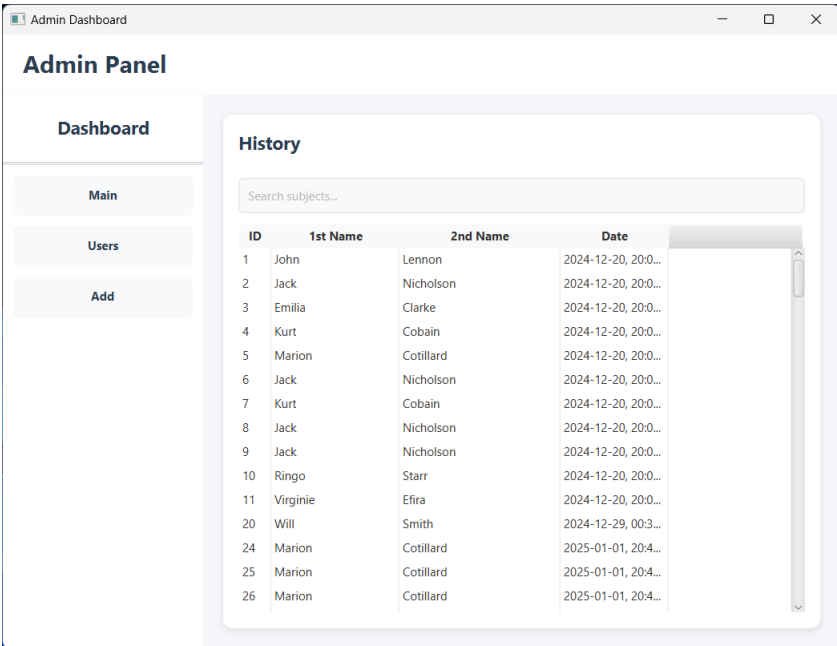 Admin Dashboard
Admin Panel
Dashboard
Main
Users
Add
History
Search subjects...
ID 1st Name 2nd Name Date
1 John Lennon 2024-12-20, 20:0...
2 Jack Nicholson 2024-12-20, 20:0...
3 Emilia Clarke 2024-12-20, 20:0...
4 Kurt Cobain 2024-12-20, 20:0...
5 Marion Cotillard 2024-12-20, 20:0...
6 Jack Nicholson 2024-12-20, 20:0...
7 Kurt Cobain 2024-12-20, 20:0...
8 Jack Nicholson 2024-12-20, 20:0...
9 Jack Nicholson 2024-12-20, 20:0...
10 Ringo Starr 2024-12-20, 20:0...
11 Virginie Efira 2024-12-20, 20:0...
20 Will Smith 2024-12-29, 00:3...
24 Marion Cotillard 2025-01-01, 20:4...
25 Marion Cotillard 2025-01-01, 20:4...
26 Marion Cotillard 2025-01-01, 20:4...